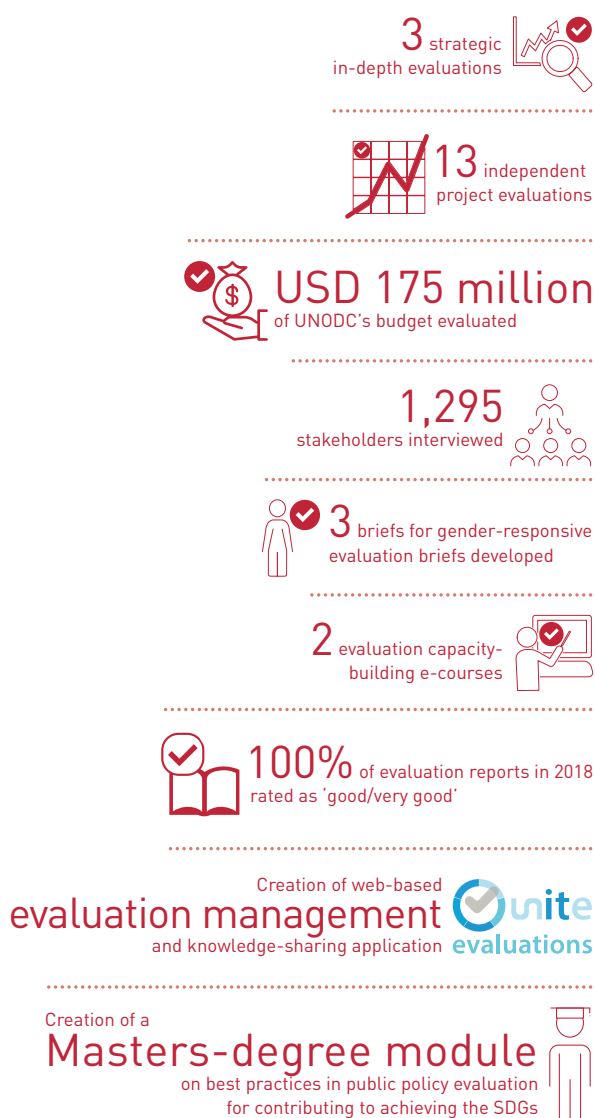 3 strategic
in-depth evaluations
13 independent
project evaluations
$
USD 175 million
of UNODC's budget evaluated
1,295
stakeholders interviewed
3 briefs for gender-responsive
evaluation briefs developed
2 evaluation capacity-
building e-courses
100% of evaluation reports in 2018
rated as 'good/very good'
Creation of web-based
evaluation management
and knowledge-sharing application
unite
evaluations
Creation of a
Masters-degree module
on best practices in public policy evaluation
for contributing to achieving the SDGs